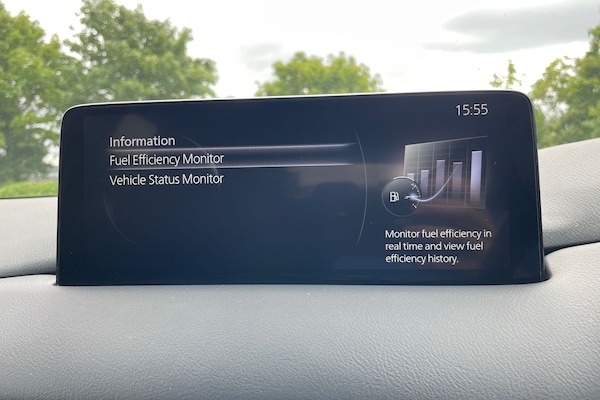 15:55
Information
Fuel Efficiency Monitor
Vehicle Status Monitor
Monitor fuel efficiency in
real time and view fuel
efficiency history.